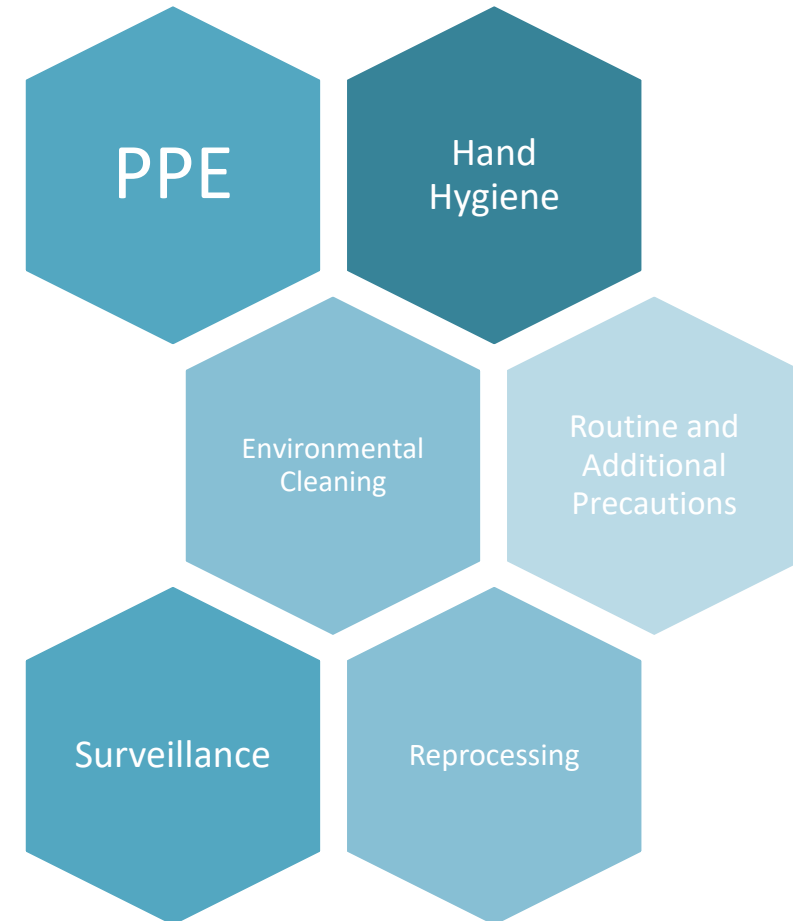 PPE
Hand
Hygiene
Environmental
Cleaning
Routine and
Additional
Precautions
Surveillance
Reprocessing